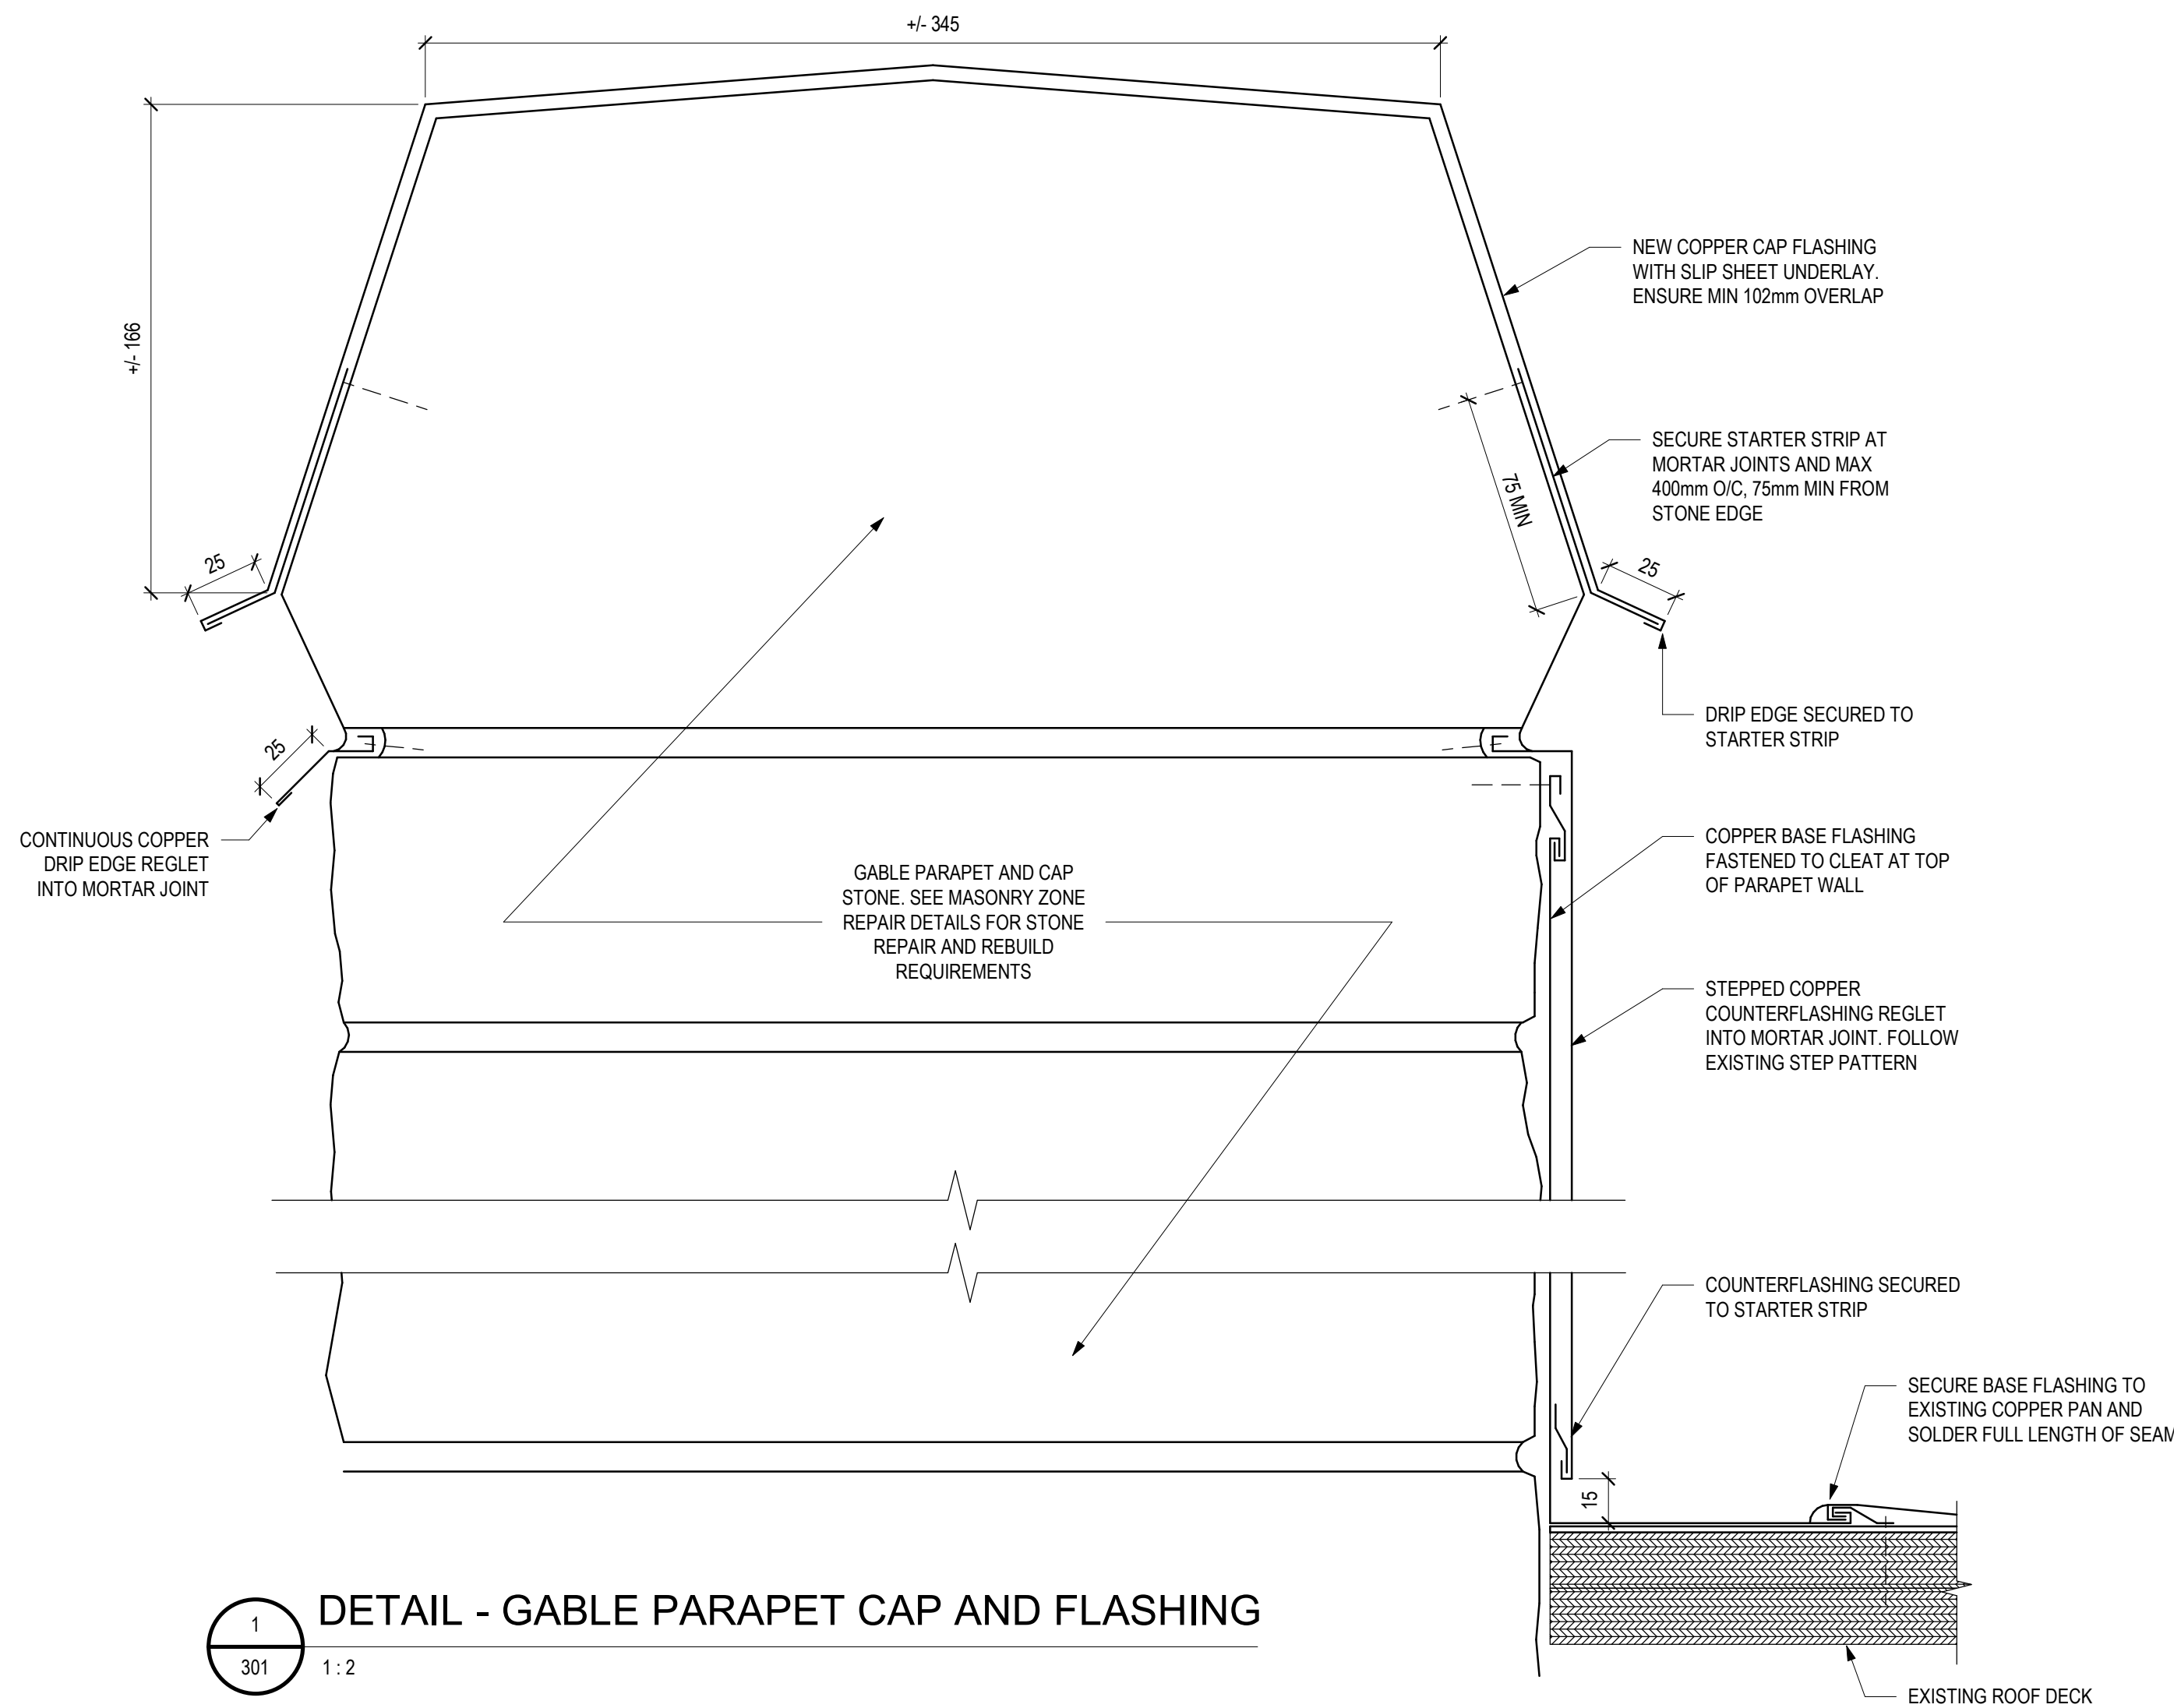 +/- 345
+/- 166
NEW COPPER CAP FLASHING
WITH SLIP SHEET UNDERLAY.
ENSURE MIN 102mm OVERLAP
SECURE STARTER STRIP AT
MORTAR JOINTS AND MAX
400mm O/C, 75mm MIN FROM
STONE EDGE
75 MIN
25
25
DRIP EDGE SECURED TO
STARTER STRIP
25
CONTINUOUS COPPER
DRIP EDGE REGLET
INTO MORTAR JOINT
COPPER BASE FLASHING
FASTENED TO CLEAT AT TOP
OF PARAPET WALL
GABLE PARAPET AND CAP
STONE. SEE MASONRY ZONE
REPAIR DETAILS FOR STONE
REPAIR AND REBUILD
REQUIREMENTS
STEPPED COPPER
COUNTERFLASHING REGLET
INTO MORTAR JOINT. FOLLOW
EXISTING STEP PATTERN
COUNTERFLASHING SECURED
TO STARTER STRIP
SECURE BASE FLASHING TO
EXISTING COPPER PAN AND
SOLDER FULL LENGTH OF SEAM
15
EXISTING ROOF DECK
1
301
DETAIL - GABLE PARAPET CAP AND FLASHING
1 : 2